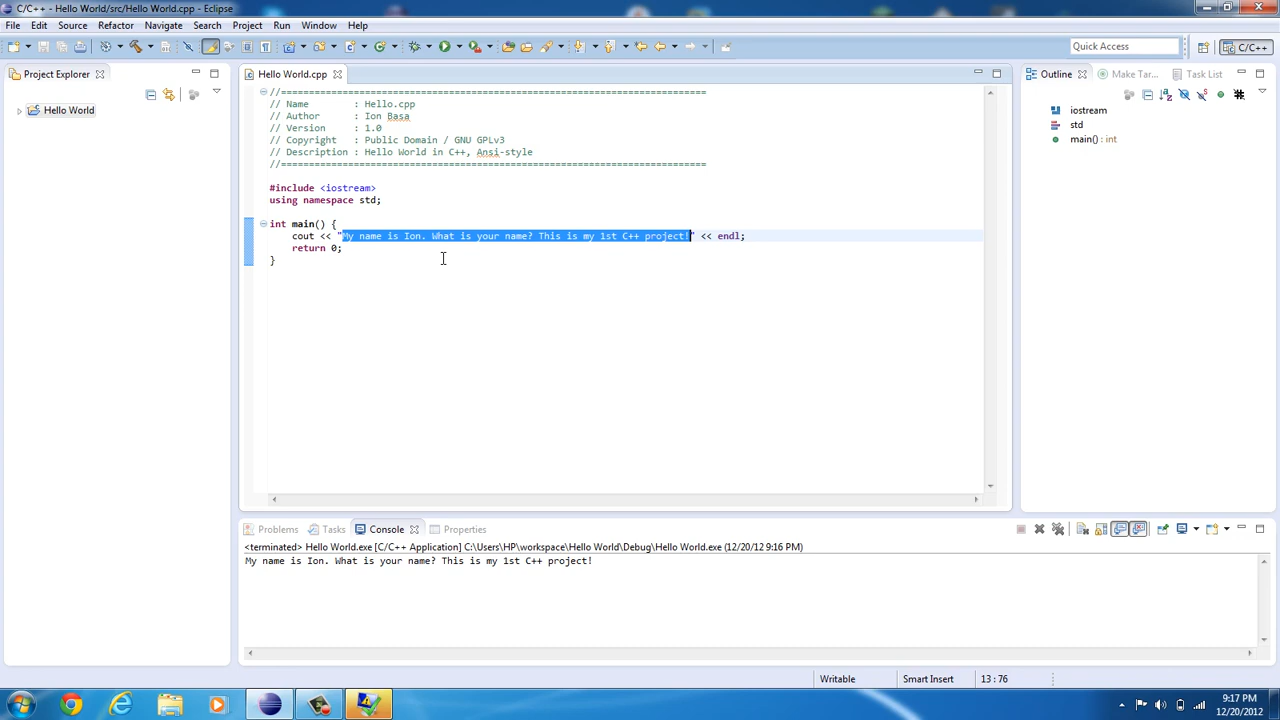 C/C++ - Hello World/src/Hello World.cpp - Eclipse
File Edit Source Refactor Navigate Search Project Run Window Help
Quick Access
C/C++
Project Explorer
Hello World
Hello World.cpp
//===========================================================================
// Name : Hello.cpp
// Author : Ion Basa
// Version : 1.0
// Copyright : Public Domain / GNU GPLv3
// Description : Hello World in C++, Ansi-style
//===========================================================================
#include <iostream>
using namespace std;
int main() {
cout << "My name is Ion. What is your name? This is my 1st C++ project!" << endl;
return 0;
}
Outline Make Tar... Task List
iostream
std
main() : int
Problems Tasks Console Properties
<terminated> Hello World.exe [C/C++ Application] C:\Users\HP\workspace\Hello World\Debug\Hello World.exe (12/20/12 9:16 PM)
My name is Ion. What is your name? This is my 1st C++ project!
Writable Smart Insert 13 : 76
9:17 PM
12/20/2012